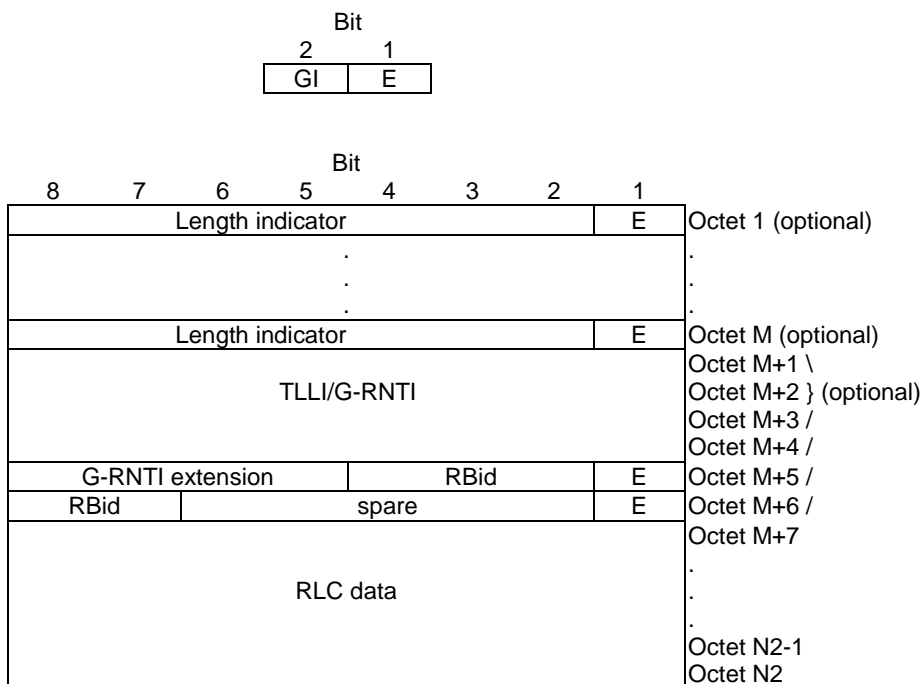 Bit
2 1
GI E
Bit
8 7 6 5 4 3 2 1
Length indicator E Octet 1 (optional)
. .
. .
. .
Length indicator E Octet M (optional)
Octet M+1 \
TLLI/G-RNTI Octet M+2 } (optional)
Octet M+3 /
Octet M+4 /
G-RNTI extension RBid E Octet M+5 /
RBid spare E Octet M+6 /
Octet M+7
.
RLC data .
.
Octet N2-1
Octet N2